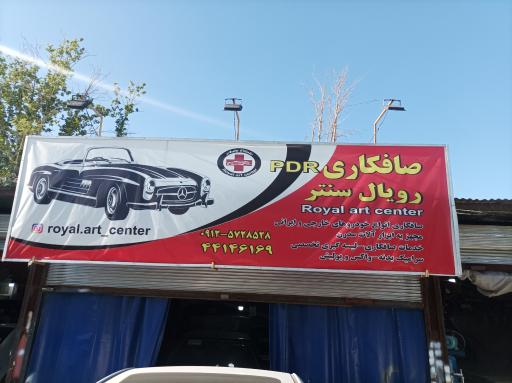 صافکاری PDR
رویال سنتر
Royal art center
صافکاری انواع خودروهای خارجی و ایرانی
مجهز به ابزار آلات مدرن
خدمات صافکاری-لیسه گیری تخصصی
سرامیک بدنه-واکس و پولیش
۰۹۱۲-۵۷۲۸۵۲۸
۴۴۱۴۶۱۶۹
royal.art_center